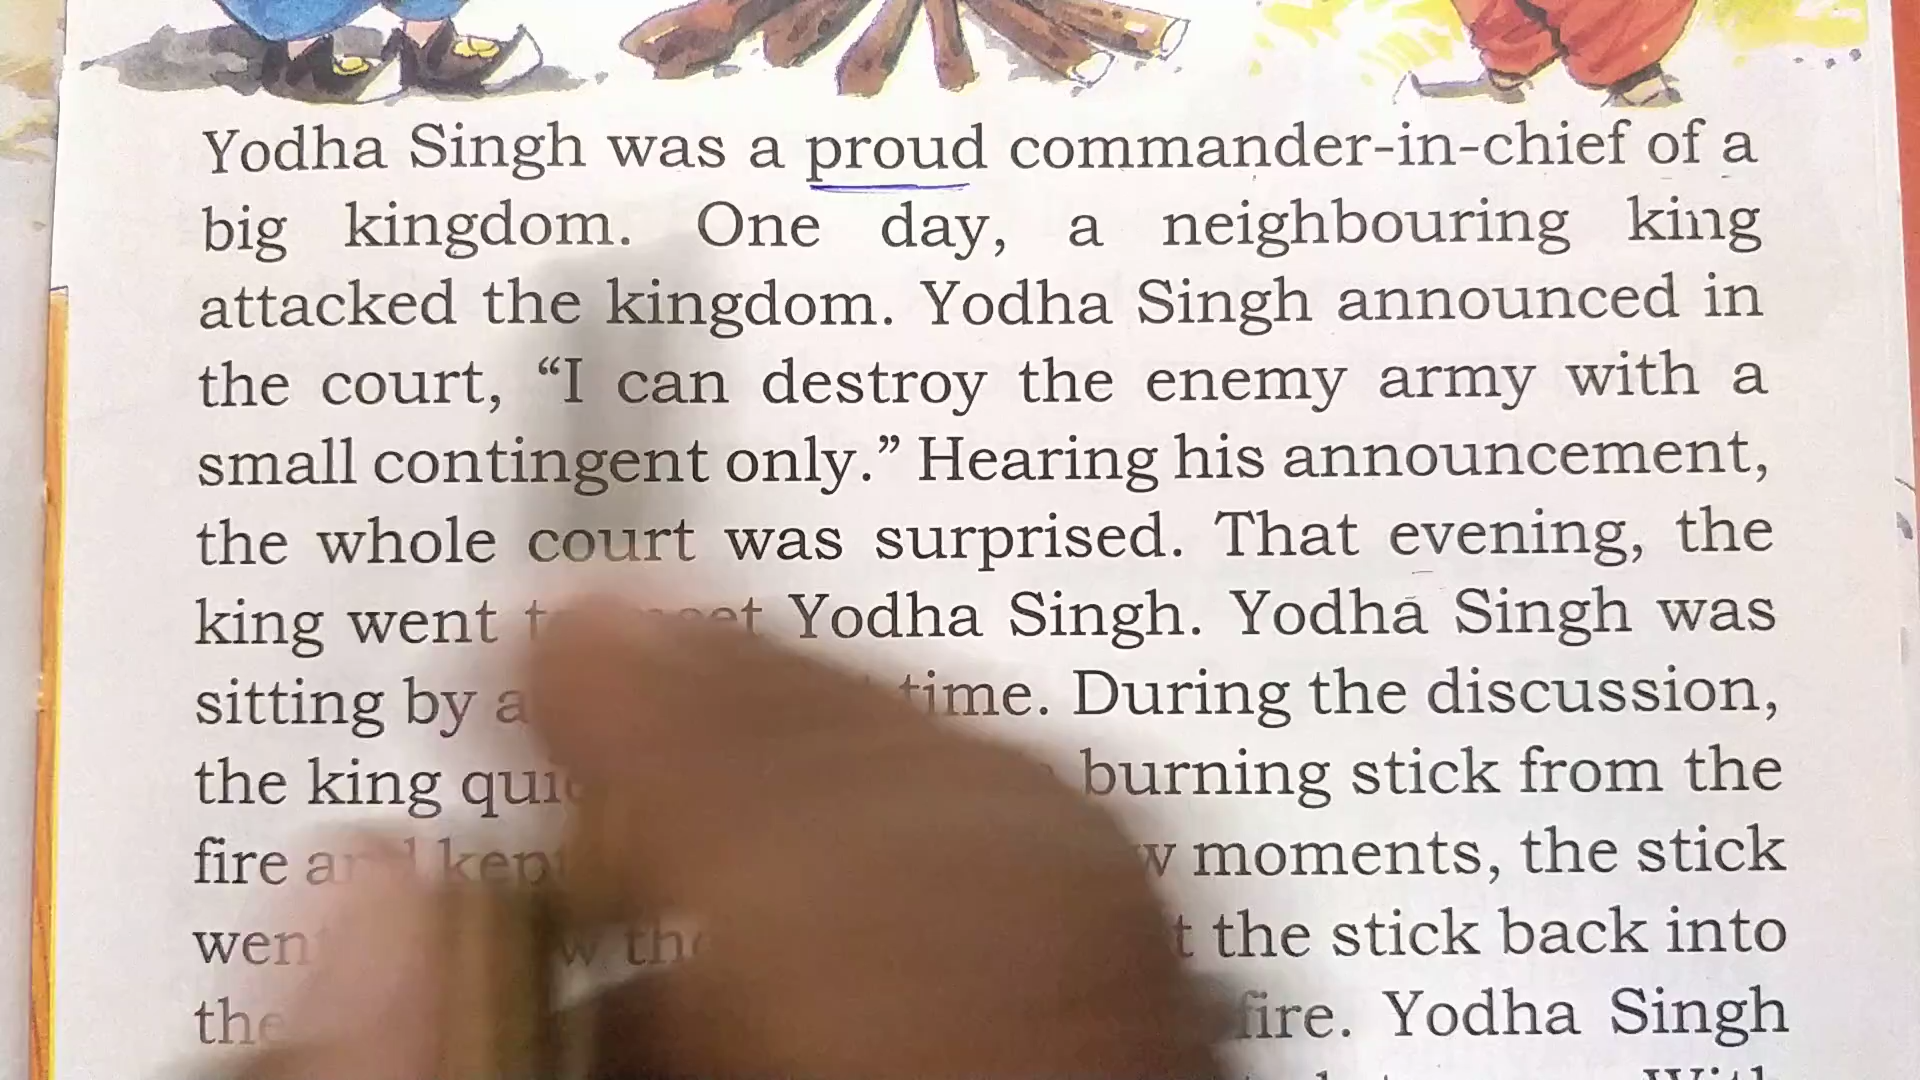 Yodha Singh was a proud commander-in-chief of a
big kingdom. One day, a neighbouring king
attacked the kingdom. Yodha Singh announced in
the court, “I can destroy the enemy army with a
small contingent only.” Hearing his announcement,
the whole court was surprised. That evening, the
king went Yodha Singh. Yodha Singh was
sitting by a time. During the discussion,
the king burning stick from the
fire and kept moments, the stick
the stick back into
fire. Yodha Singh